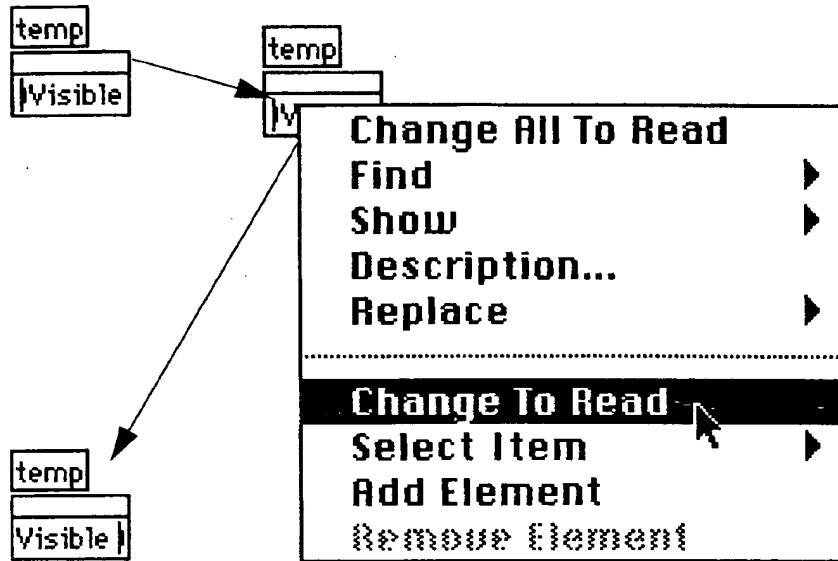 temp
Visible
temp
V
Change All To Read
Find
Show
Description...
Replace
Change To Read
Select Item
Add Element
Remove Element
temp
Visible